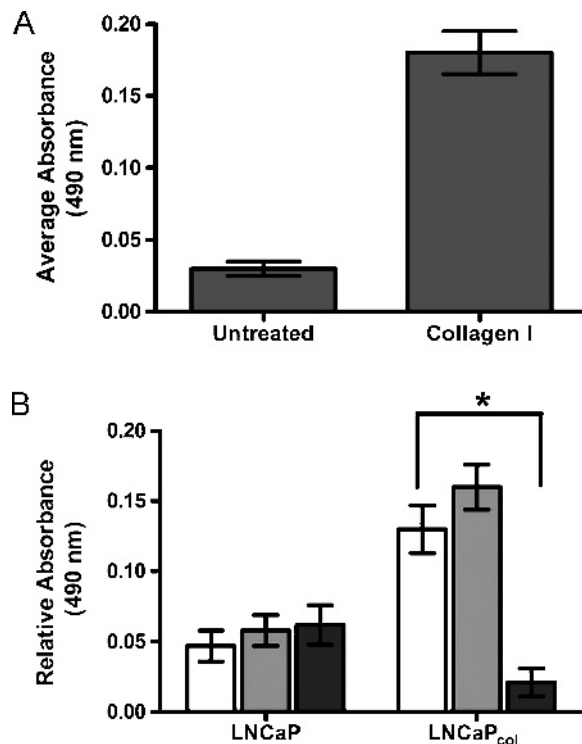 A
Average Absorbance
(490 nm)
0.20
0.15
0.10
0.05
0.00
Untreated Collagen I
B
Relative Absorbance
(490 nm)
0.20
0.15
0.10
0.05
0.00
*
LNCaP LNCaPcol